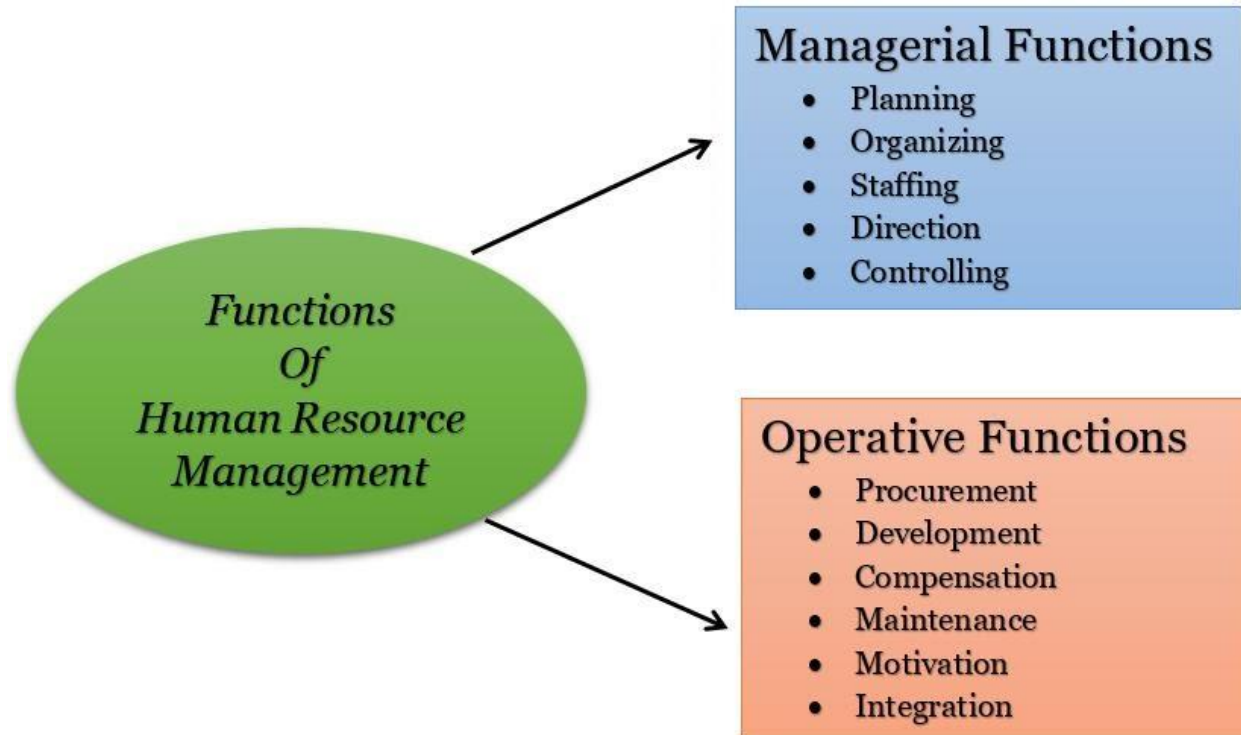 Functions
Of
Human Resource
Management
Managerial Functions
• Planning
• Organizing
• Staffing
• Direction
• Controlling
Operative Functions
• Procurement
• Development
• Compensation
• Maintenance
• Motivation
• Integration